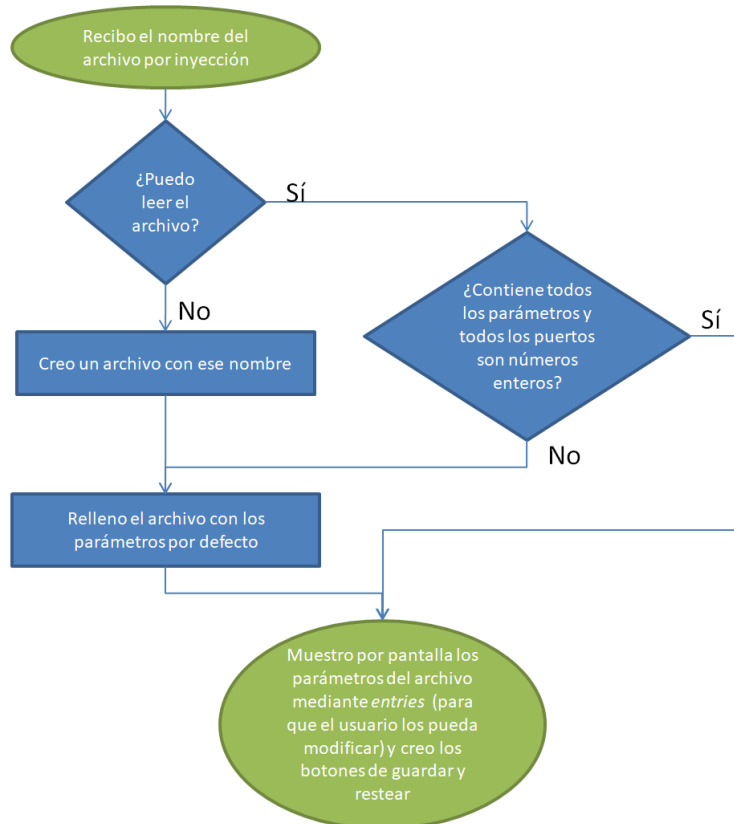 Recibo el nombre del
archivo por inyección
¿Puedo
leer el
archivo?
Sí
No
¿Contiene todos
los parámetros y
todos los puertos
son números
enteros?
Sí
No
Creo un archivo con ese nombre
Relleno el archivo con los
parámetros por defecto
Muestro por pantalla los
parámetros del archivo
mediante entries (para
que el usuario los pueda
modificar) y creo los
botones de guardar y
restear